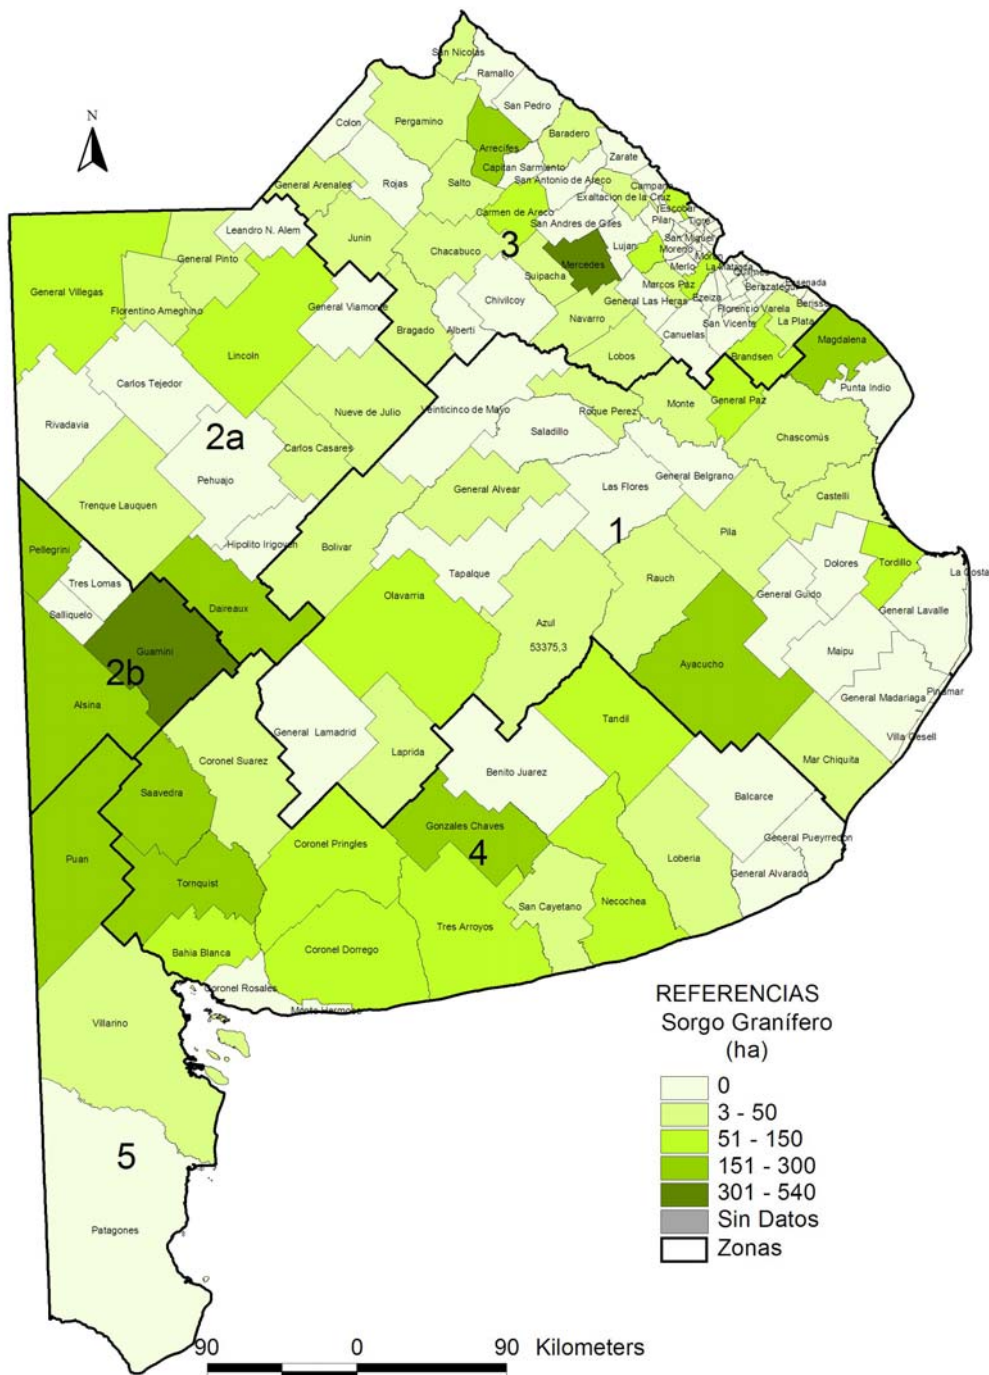 N
San Nicolas
Ramallo
San Pedro
Colon
Pergamino
Baradero
Arrecifes
Zarate
Capitan Sarmiento
General Arenales
Rojas
Salto
San Antonio de Areco
Campana
Exaltacion de la Cruz
Escobar
Carmen de Areco
Tigre
Pilar
San Andres de Giles
Leandro N. Alem
Junin
San Miguel
3
Lujan
Moreno
Moron
Chacabuco
General Pinto
Mercedes
Merlo
La Matanza
Quilmes
Suipacha
Marcos Paz
Ensenada
General Villegas
Berazategui
Ezeiza
General Las Heras
Chivilcoy
Berisso
General Viamonte
Florencio Varela
Florentino Ameghino
Navarro
La Plata
San Vicente
Bragado
Alberti
Canuelas
Magdalena
Lincoln
Lobos
Brandsen
Carlos Tejedor
Punta Indio
General Paz
Monte
Veinticinco de Mayo
Nueve de Julio
Roque Perez
Rivadavia
Saladillo
Chascomús
2a
Carlos Casares
General Belgrano
Pehuajo
Las Flores
General Alvear
Castelli
Trenque Lauquen
1
Pila
Hipolito Irigoyen
Bolivar
Pellegrini
Dolores
Tordillo
La Costa
Tapalque
Rauch
Tres Lomas
Olavarria
General Guido
Daireaux
General Lavalle
Salliquelo
Azul
53375,3
Guamini
Maipu
Ayacucho
2b
Pinamar
General Madariaga
Alsina
Tandil
General Lamadrid
Villa Gesell
Laprida
Mar Chiquita
Coronel Suarez
Benito Juarez
Saavedra
Balcarce
Gonzales Chaves
General Pueyrredon
Coronel Pringles
4
Puan
Loberia
General Alvarado
Tornquist
Necochea
San Cayetano
Tres Arroyos
Coronel Dorrego
Bahia Blanca
Coronel Rosales
Monte Hermoso
Villarino
5
Patagones
REFERENCIAS
Sorgo Granífero
(ha)
0
3 - 50
51 - 150
151 - 300
301 - 540
Sin Datos
Zonas
90 0 90 Kilometers